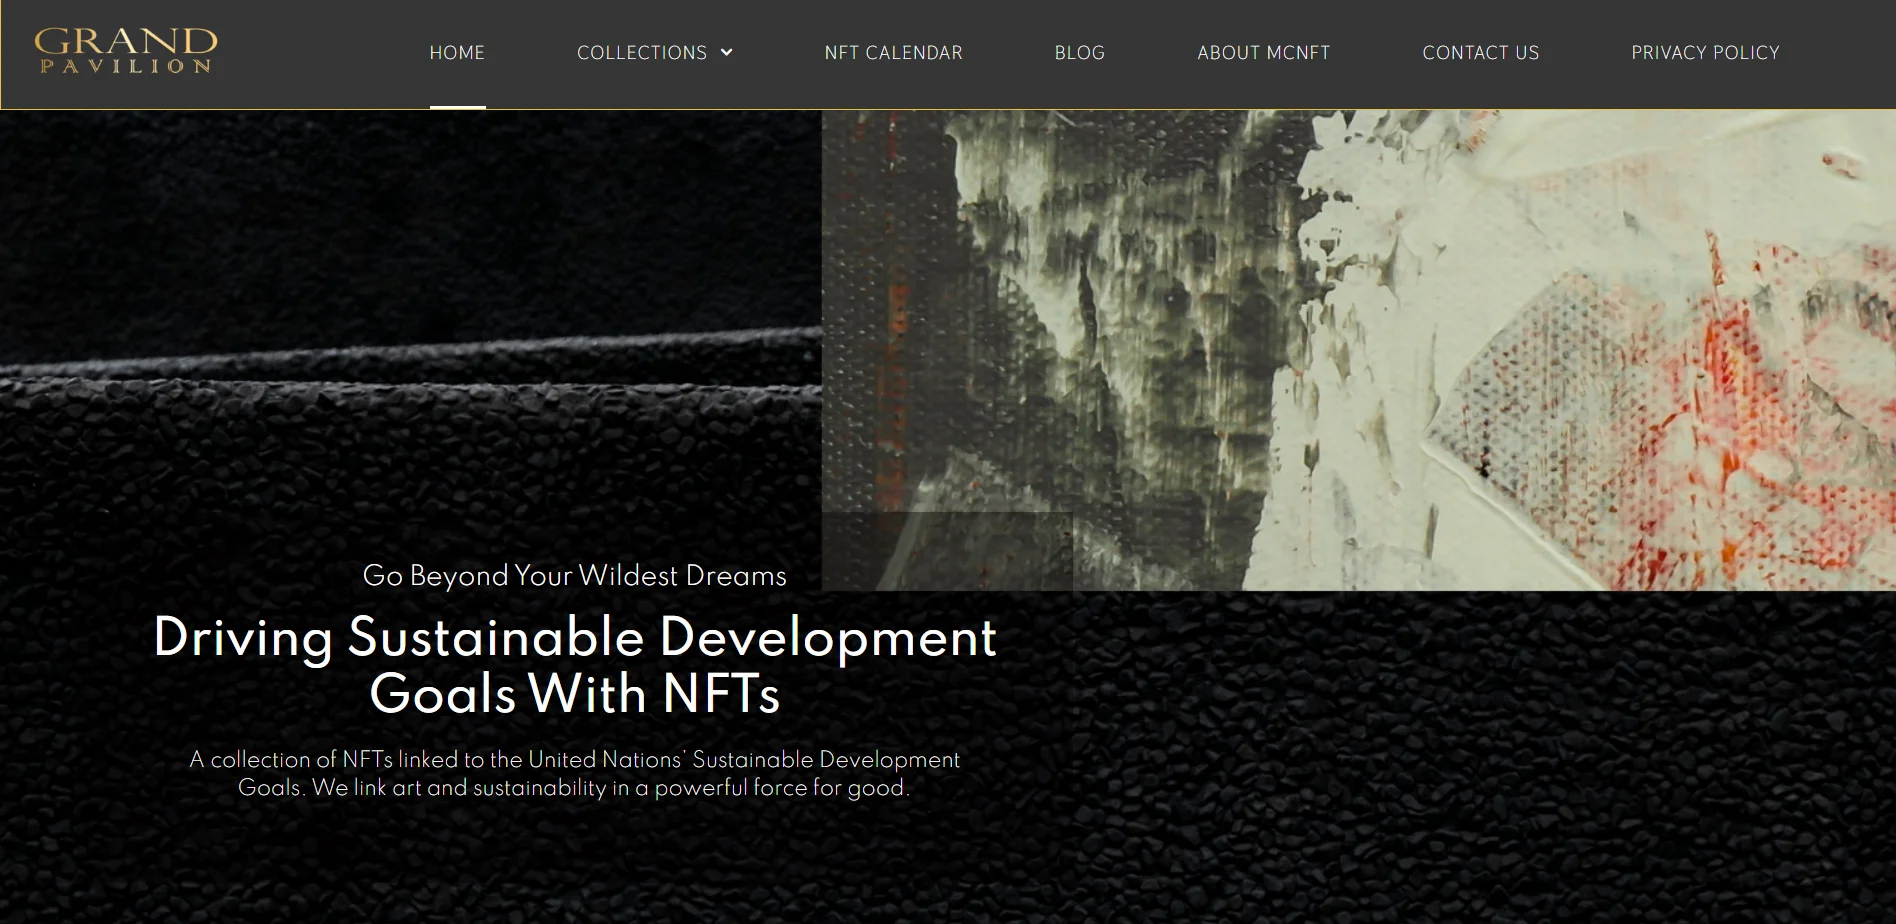 GRAND
PAVILION
HOME
COLLECTIONS
NFT CALENDAR
BLOG
ABOUT MCNFT
CONTACT US
PRIVACY POLICY
Go Beyond Your Wildest Dreams
Driving Sustainable Development
Goals With NFTs
A collection of NFTs linked to the United Nations’ Sustainable Development
Goals. We link art and sustainability in a powerful force for good.